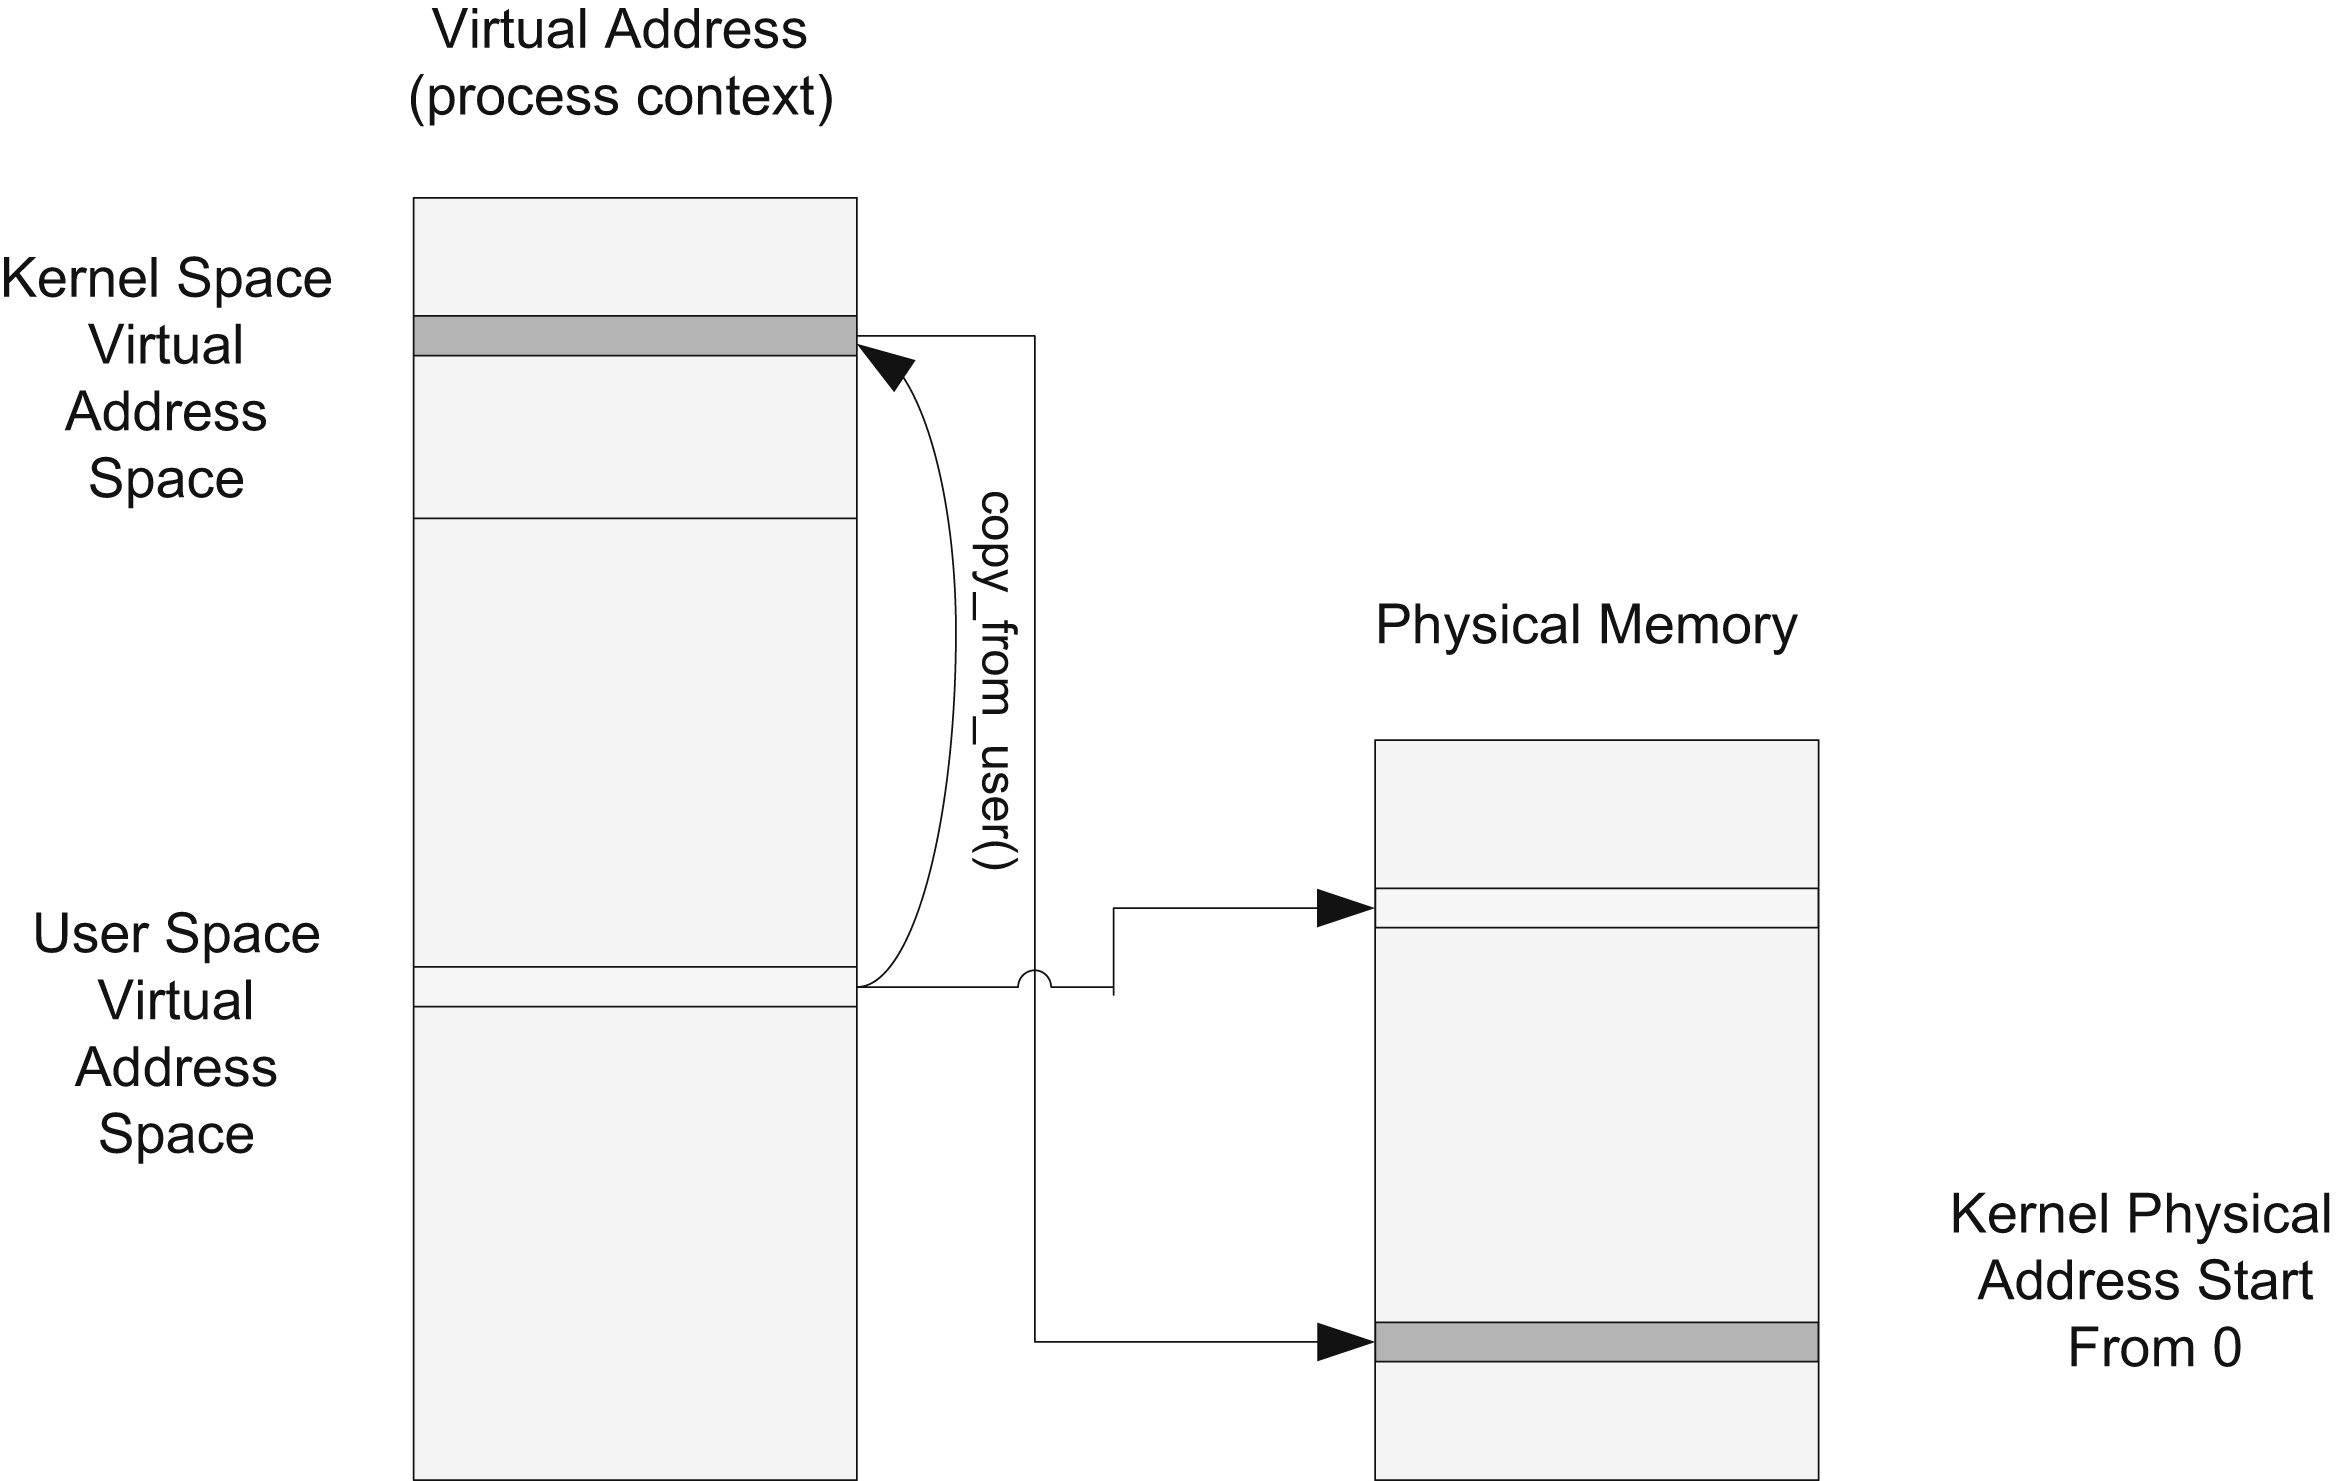 Virtual Address
(process context)
Kernel Space
Virtual
Address
Space
copy_from_user()
Physical Memory
User Space
Virtual
Address
Space
Kernel Physical
Address Start
From 0